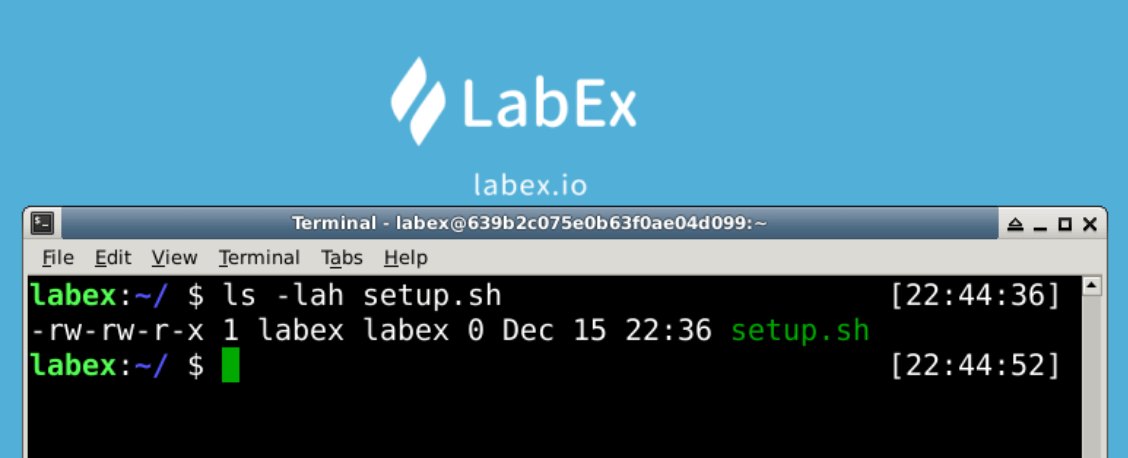 LabEx
labex.io
Terminal - labex@639b2c075e0b63f0ae04d099:~
File Edit View Terminal Tabs Help
labex:~/ $ ls -lah setup.sh [22:44:36]
-rw-rw-r-x 1 labex labex 0 Dec 15 22:36 setup.sh
labex:~/ $ [22:44:52]